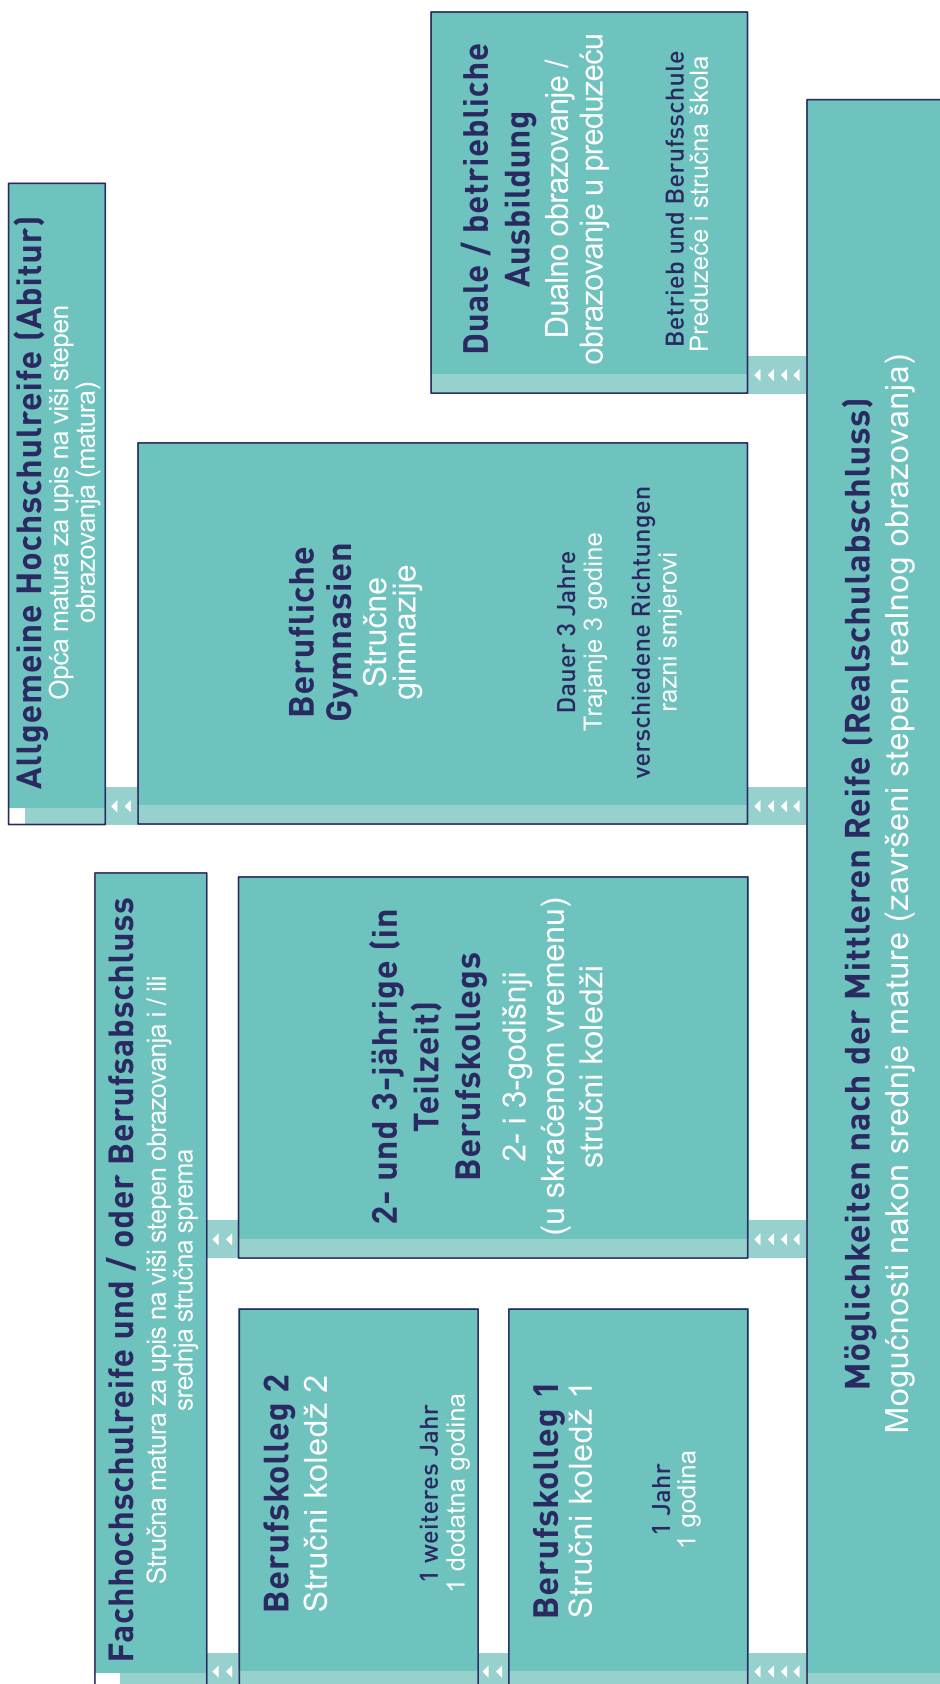 Allgemeine Hochschulreife (Abitur)
Opća matura za upis na viši stepen
obrazovanja (matura)
Fachhochschulreife und / oder Berufsabschluss
Stručna matura za upis na viši stepen obrazovanja i / ili
srednja stručna sprema
Berufskolleg 2
Stručni koledž 2
1 weiteres Jahr
1 dodatna godina
Berufskolleg 1
Stručni koledž 1
1 Jahr
1 godina
2- und 3-jährige (in
Teilzeit)
Berufskollegs
2- i 3-godišnji
(u skraćenom vremenu)
stručni koledži
Berufliche
Gymnasien
Stručne
gimnazije
Dauer 3 Jahre
Trajanje 3 godine
verschiedene Richtungen
razni smjerovi
Duale / betriebliche
Ausbildung
Dualno obrazovanje /
obrazovanje u preduzeću
Betrieb und Berufsschule
Preduzeće i stručna škola
Möglichkeiten nach der Mittleren Reife (Realschulabschluss)
Mogućnosti nakon srednje mature (završeni stepen realnog obrazovanja)